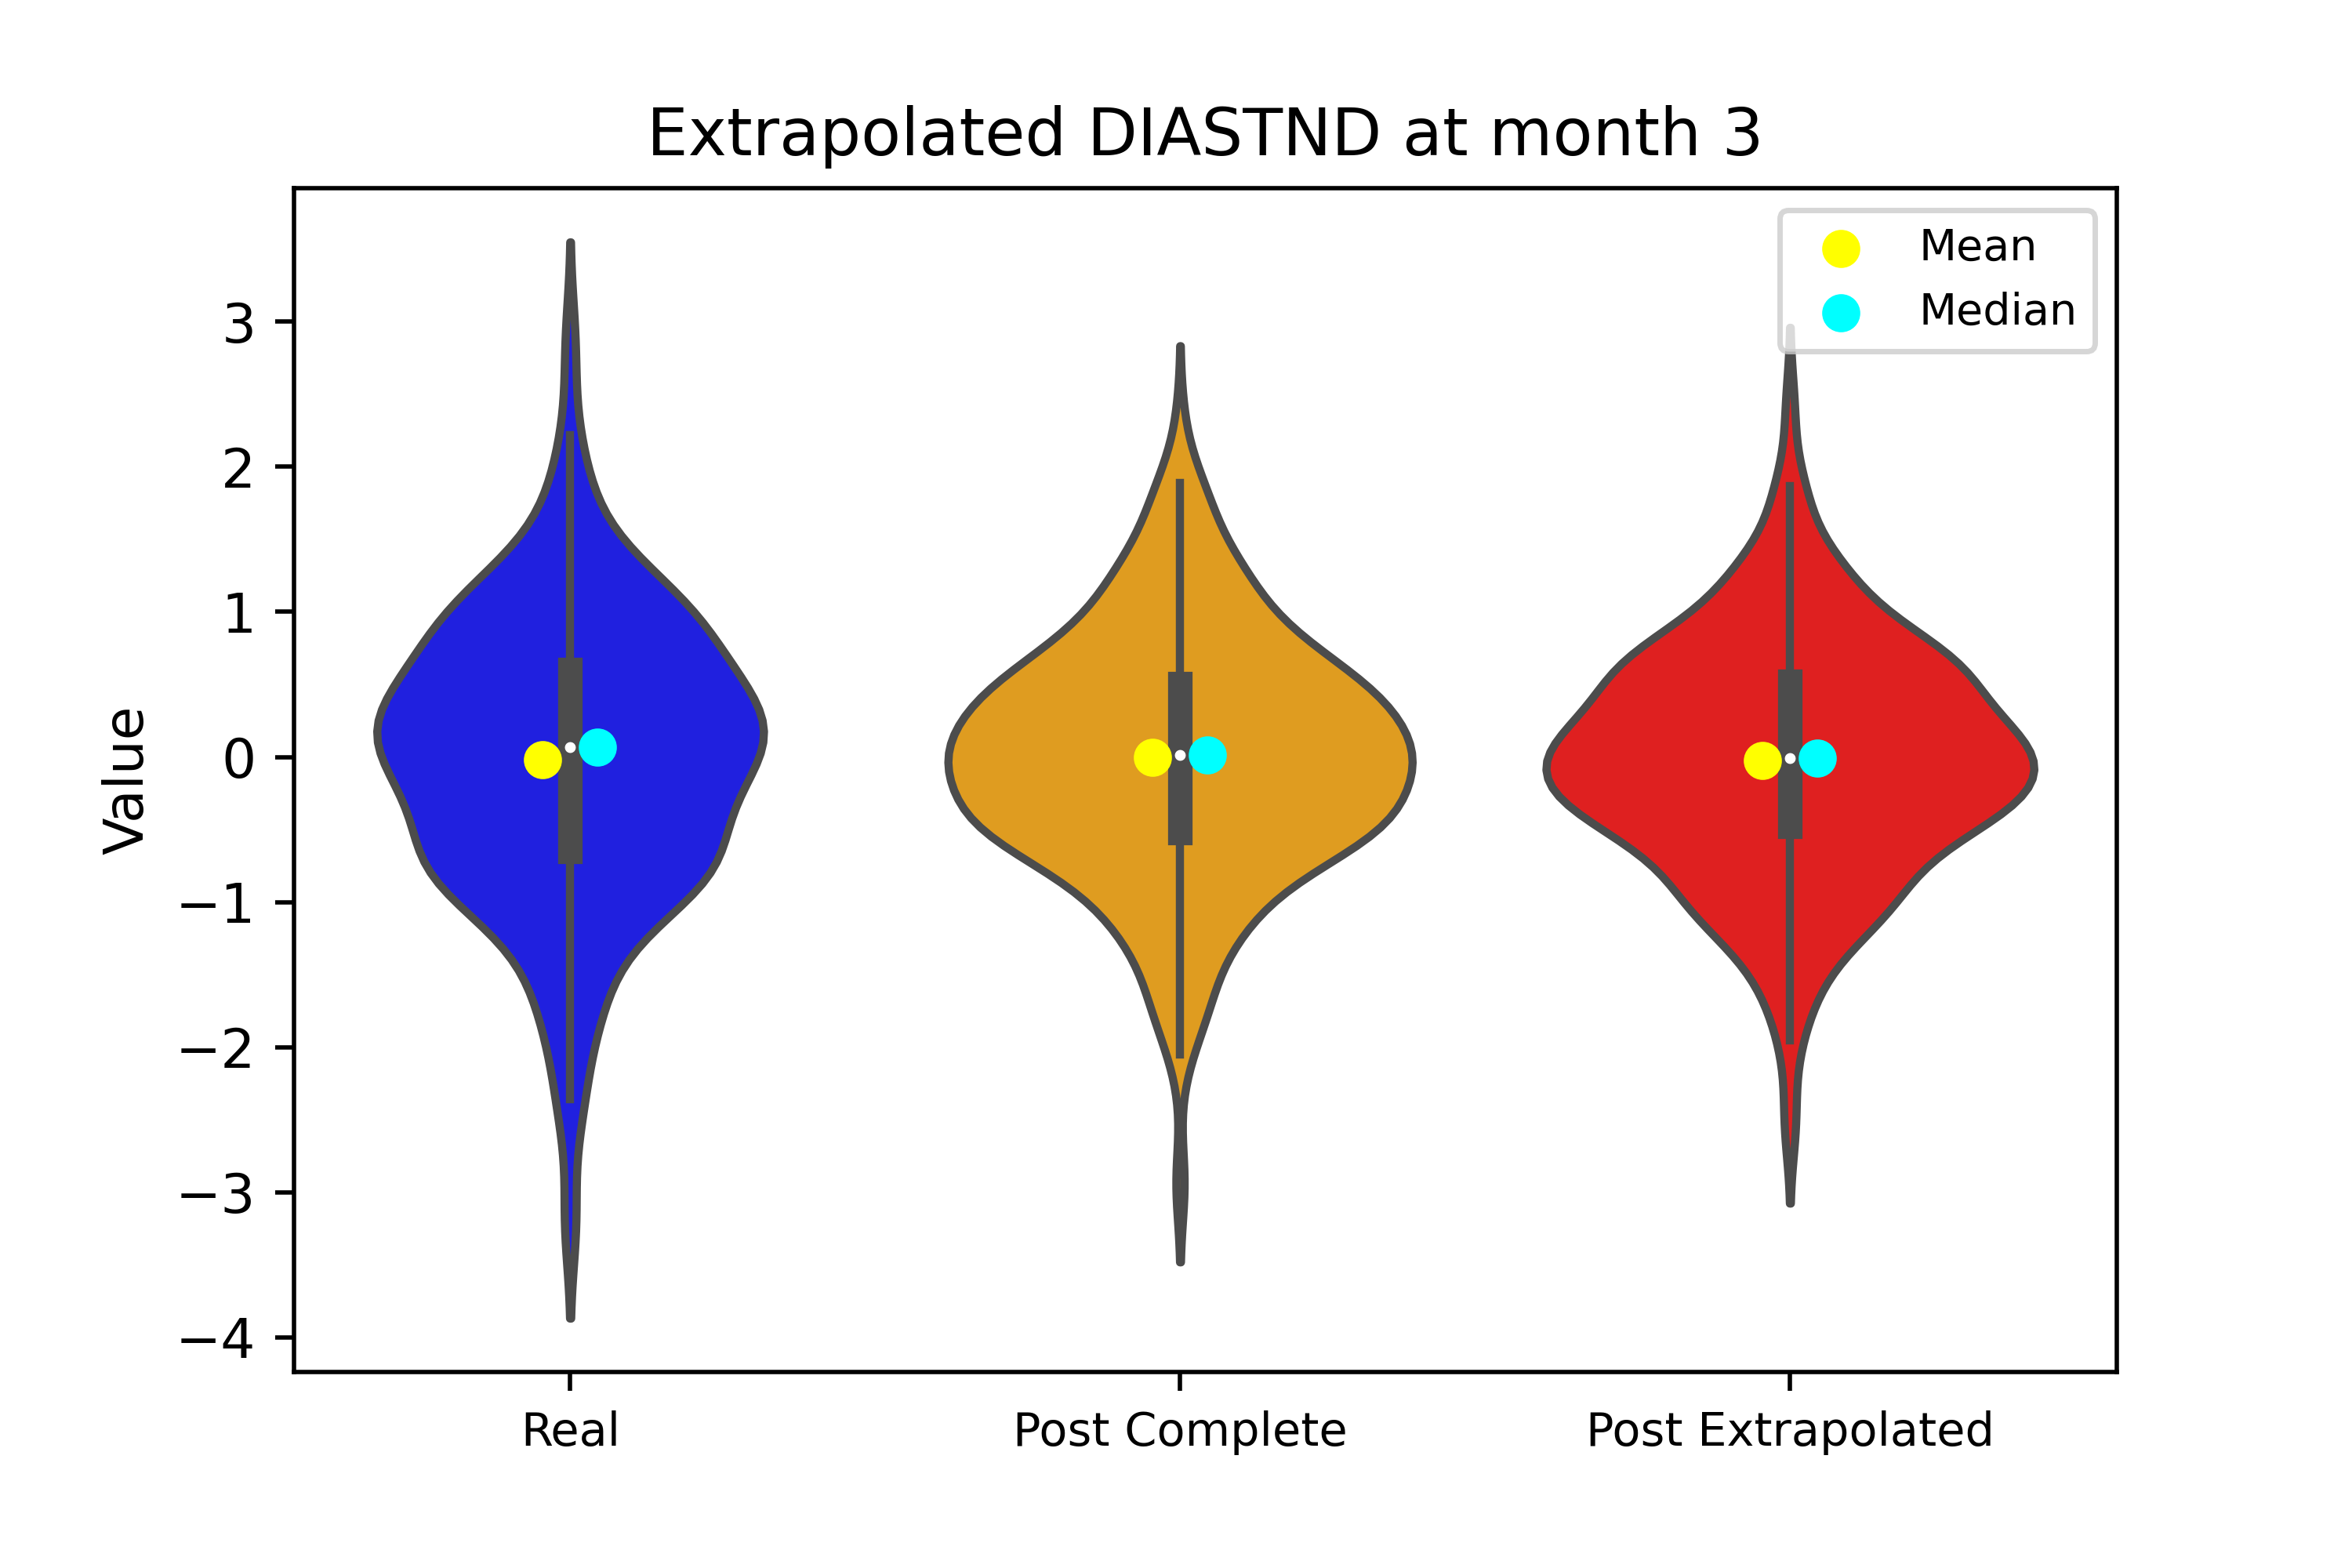 Extrapolated DIASTND at month 3
Mean
Median
3
2
1
0
−1
−2
−3
−4
Value
Real
Post Complete
Post Extrapolated